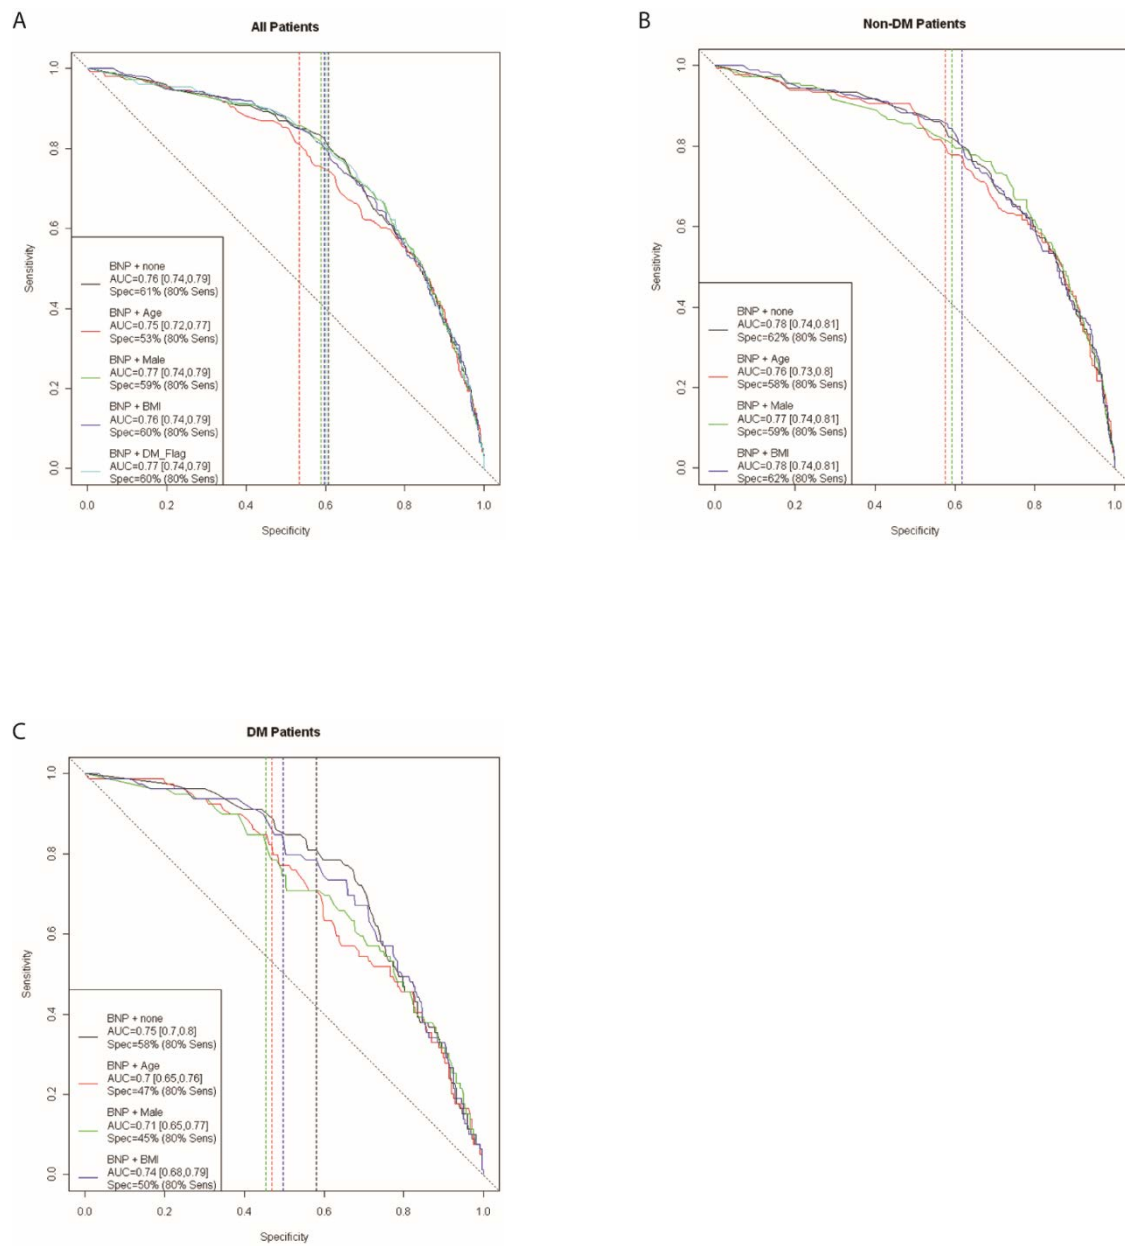 A
All Patients
1.0
0.8
0.6
0.4
0.2
0.0
Sensitivity
BNP + none
AUC=0.76 [0.74,0.79]
Spec=61% (80% Sens)
BNP + Age
AUC=0.75 [0.72,0.77]
Spec=53% (80% Sens)
BNP + Male
AUC=0.77 [0.74,0.79]
Spec=59% (80% Sens)
BNP + BMI
AUC=0.76 [0.74,0.79]
Spec=60% (80% Sens)
BNP + DM_Flag
AUC=0.77 [0.74,0.79]
Spec=60% (80% Sens)
0.0 0.2 0.4 0.6 0.8 1.0
Specificity
B
Non-DM Patients
1.0
0.8
0.6
0.4
0.2
0.0
Sensitivity
BNP + none
AUC=0.78 [0.74,0.81]
Spec=62% (80% Sens)
BNP + Age
AUC=0.76 [0.73,0.8]
Spec=58% (80% Sens)
BNP + Male
AUC=0.77 [0.74,0.81]
Spec=59% (80% Sens)
BNP + BMI
AUC=0.78 [0.74,0.81]
Spec=62% (80% Sens)
0.0 0.2 0.4 0.6 0.8 1.0
Specificity
C
DM Patients
1.0
0.8
0.6
0.4
0.2
0.0
Sensitivity
BNP + none
AUC=0.75 [0.7,0.8]
Spec=58% (80% Sens)
BNP + Age
AUC=0.7 [0.65,0.76]
Spec=47% (80% Sens)
BNP + Male
AUC=0.71 [0.65,0.77]
Spec=45% (80% Sens)
BNP + BMI
AUC=0.74 [0.68,0.79]
Spec=50% (80% Sens)
0.0 0.2 0.4 0.6 0.8 1.0
Specificity